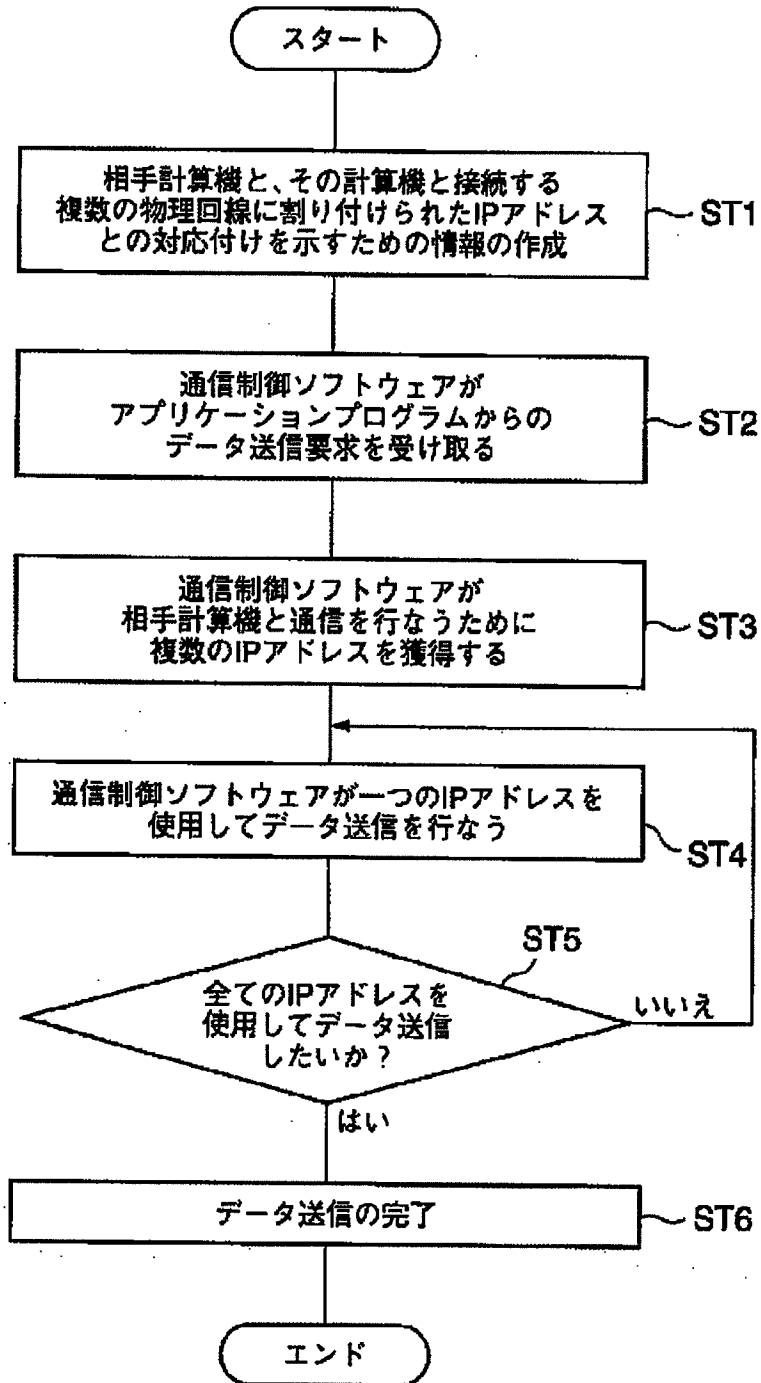 スタート
相手計算機と、その計算機と接続する
複数の物理回線に割り付けられたIPアドレス
との対応付けを示すための情報の作成
ST1
通信制御ソフトウェアが
アプリケーションプログラムからの
データ送信要求を受け取る
ST2
通信制御ソフトウェアが
相手計算機と通信を行なうために
複数のIPアドレスを獲得する
ST3
通信制御ソフトウェアが一つのIPアドレスを
使用してデータ送信を行なう
ST4
ST5
全てのIPアドレスを
使用してデータ送信
したいか？
いいえ
はい
データ送信の完了
ST6
エンド